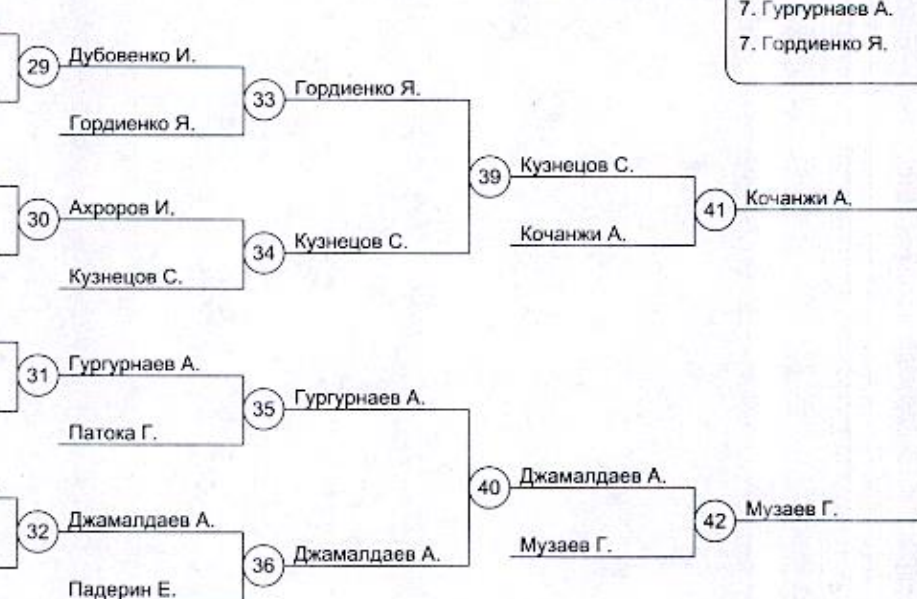 7. Гургурнаев А.
7. Гордиенко Я.
29 Дубовенко И.
33 Гордиенко Я.
Гордиенко Я.
39 Кузнецов С.
30 Ахроров И.
41 Кочанжи А.
Кочанжи А.
34 Кузнецов С.
Кузнецов С.
31 Гургурнаев А.
35 Гургурнаев А.
Патока Г.
40 Джамалдаев А.
32 Джамалдаев А.
42 Музаев Г.
Музаев Г.
36 Джамалдаев А.
Падерин Е.